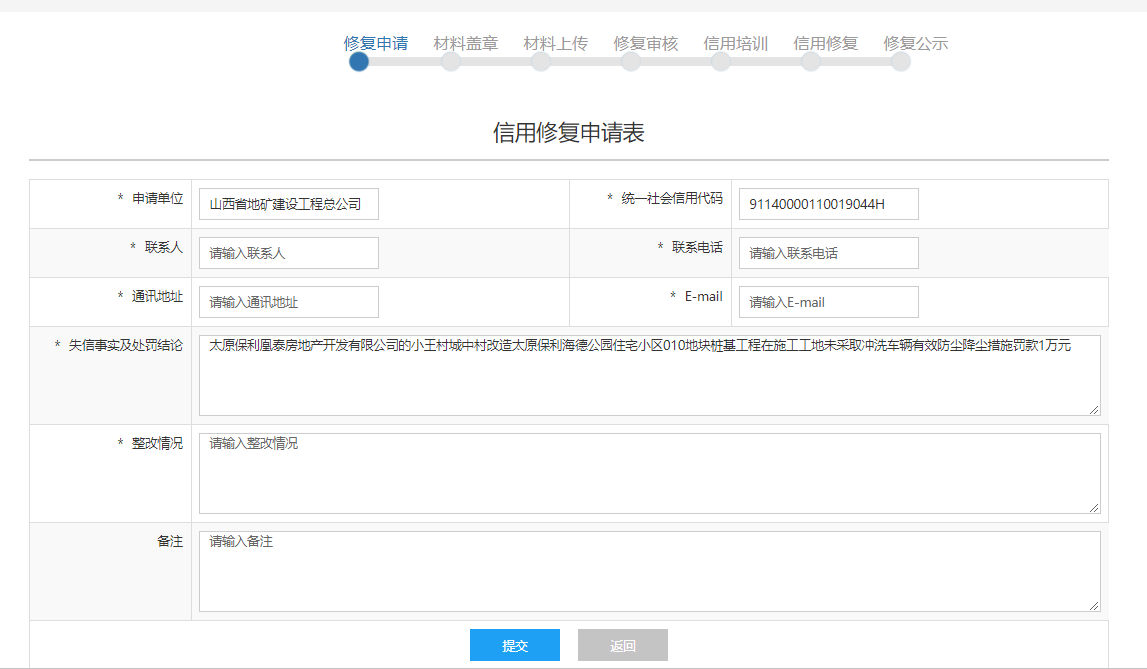 修复申请 材料盖章 材料上传 修复审核 信用培训 信用修复 修复公示
信用修复申请表
* 申请单位 山西省地矿建设工程总公司 * 统一社会信用代码 91140000110019044H
* 联系人 请输入联系人 * 联系电话 请输入联系电话
* 通讯地址 请输入通讯地址 * E-mail 请输入E-mail
* 失信事实及处罚结论 太原保利凰泰房地产开发有限公司的小王村城中村改造太原保利海德公园住宅小区010地块桩基工程在施工工地未采取冲洗车辆有效防尘降尘措施罚款1万元
* 整改情况 请输入整改情况
备注 请输入备注
提交 返回